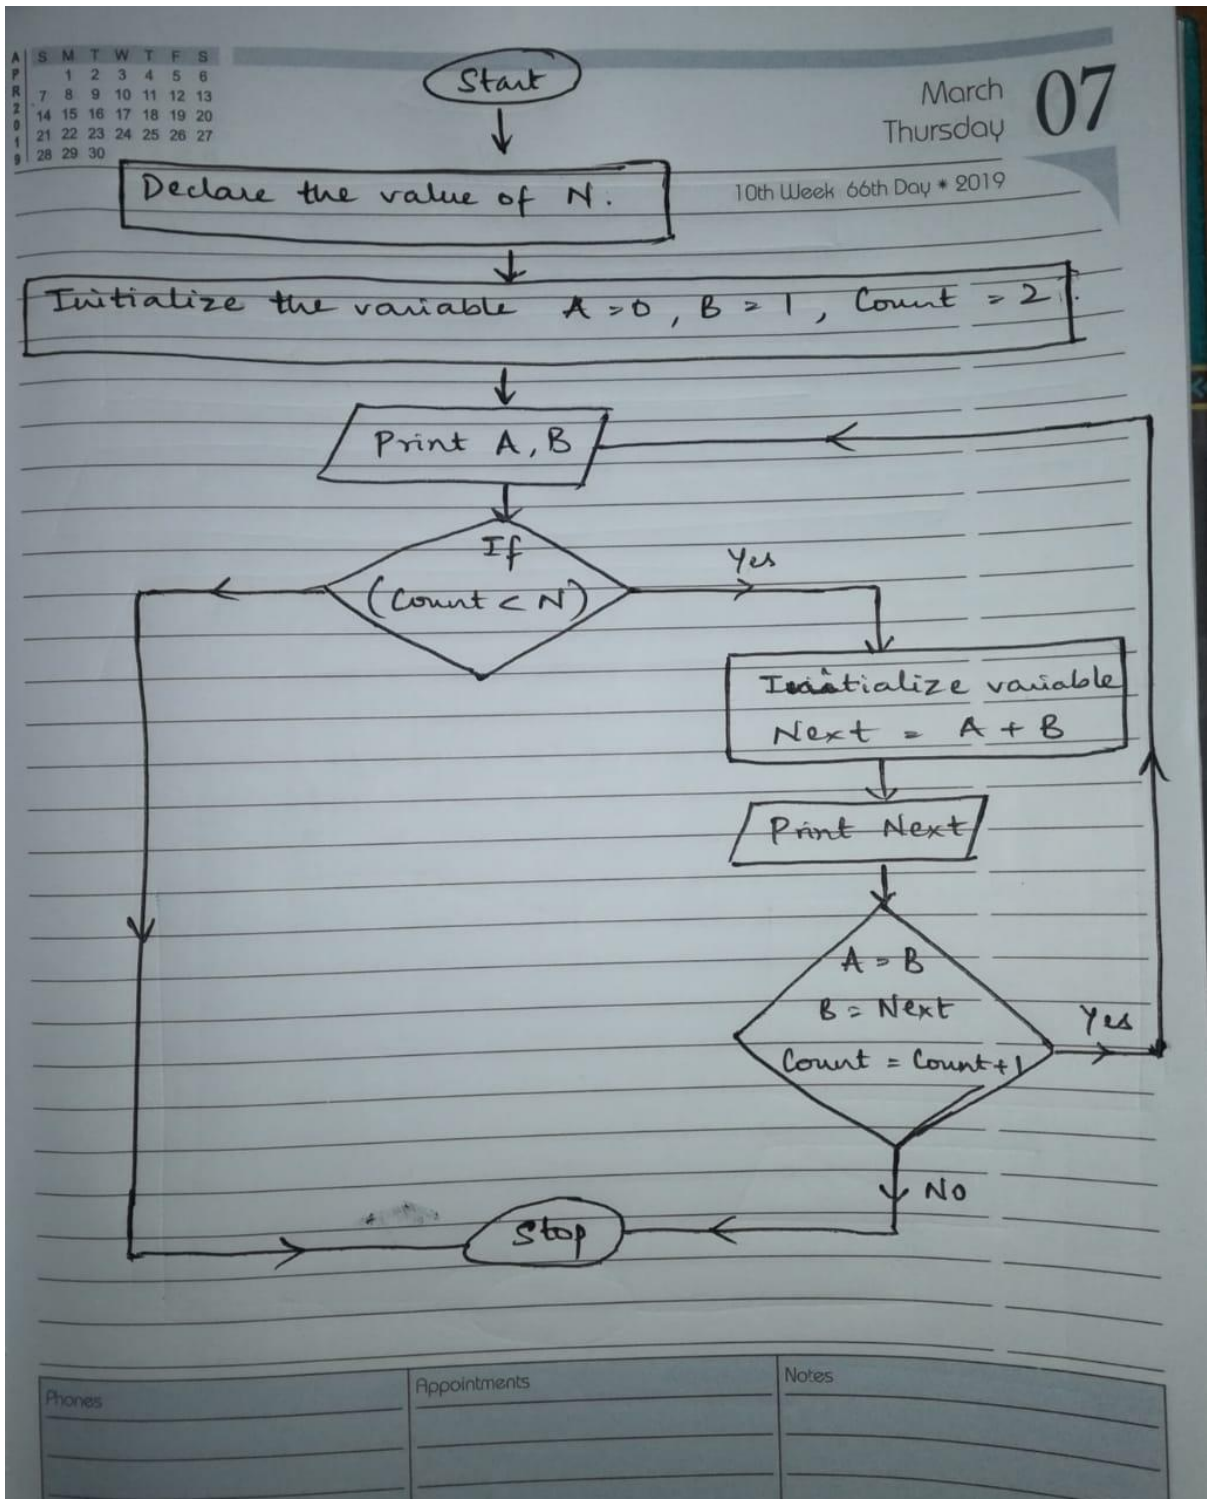 APR 2019
S M T W T F S
1 2 3 4 5 6
7 8 9 10 11 12 13
14 15 16 17 18 19 20
21 22 23 24 25 26 27
28 29 30
March 07
Thursday
10th Week 66th Day * 2019
Start
Declare the value of N.
Initialize the variable A = 0, B = 1, Count = 2.
Print A, B
If
(Count < N)
Yes
Initialize variable
Next = A + B
Print Next
A = B
B = Next
Count = Count+1
Yes
No
Stop
Phones
Appointments
Notes